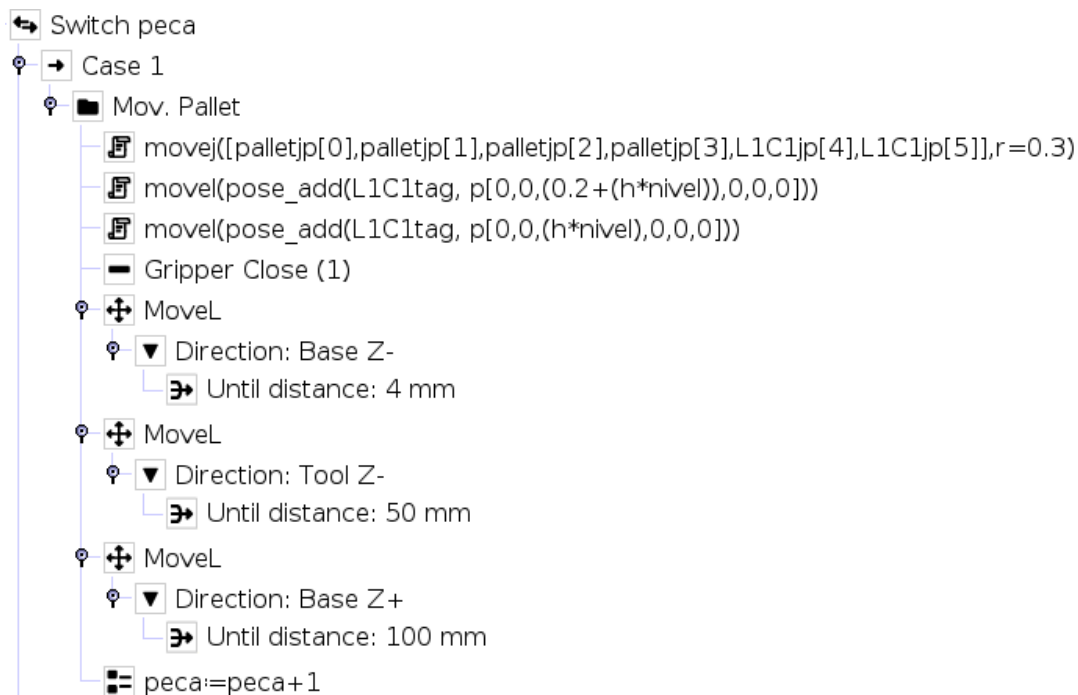 Switch peca
Case 1
Mov. Pallet
movej([palletjp[0],palletjp[1],palletjp[2],palletjp[3],L1C1jp[4],L1C1jp[5]],r=0.3)
movel(pose_add(L1C1tag, p[0,0,(0.2+(h*nivel)),0,0,0]))
movel(pose_add(L1C1tag, p[0,0,(h*nivel),0,0,0]))
Gripper Close (1)
MoveL
Direction: Base Z-
Until distance: 4 mm
MoveL
Direction: Tool Z-
Until distance: 50 mm
MoveL
Direction: Base Z+
Until distance: 100 mm
peca:=peca+1